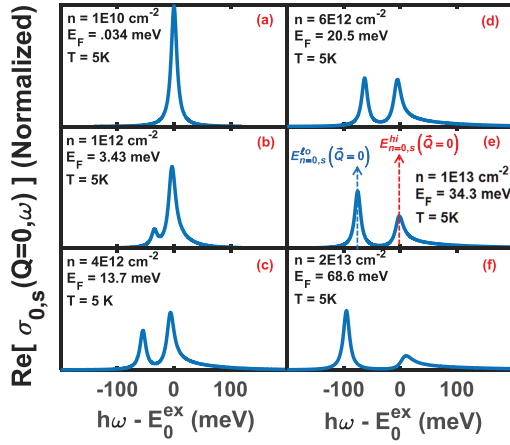 Re[ σ0,s(Q=0,ω) ] (Normalized)
n = 1E10 cm-2
EF = .034 meV
T = 5K
(a)
n = 1E12 cm-2
EF = 3.43 meV
T = 5K
(b)
n = 4E12 cm-2
EF = 13.7 meV
T = 5 K
(c)
-100 0 100
hω - E0ex (meV)
n = 6E12 cm-2
EF = 20.5 meV
T = 5K
(d)
Eℓon=0,s(Q⃗=0)
Ehin=0,s(Q⃗=0)
(e)
n = 1E13 cm-2
EF = 34.3 meV
T = 5K
n = 2E13 cm-2
EF = 68.6 meV
T = 5K
(f)
-100 0 100
hω - E0ex (meV)